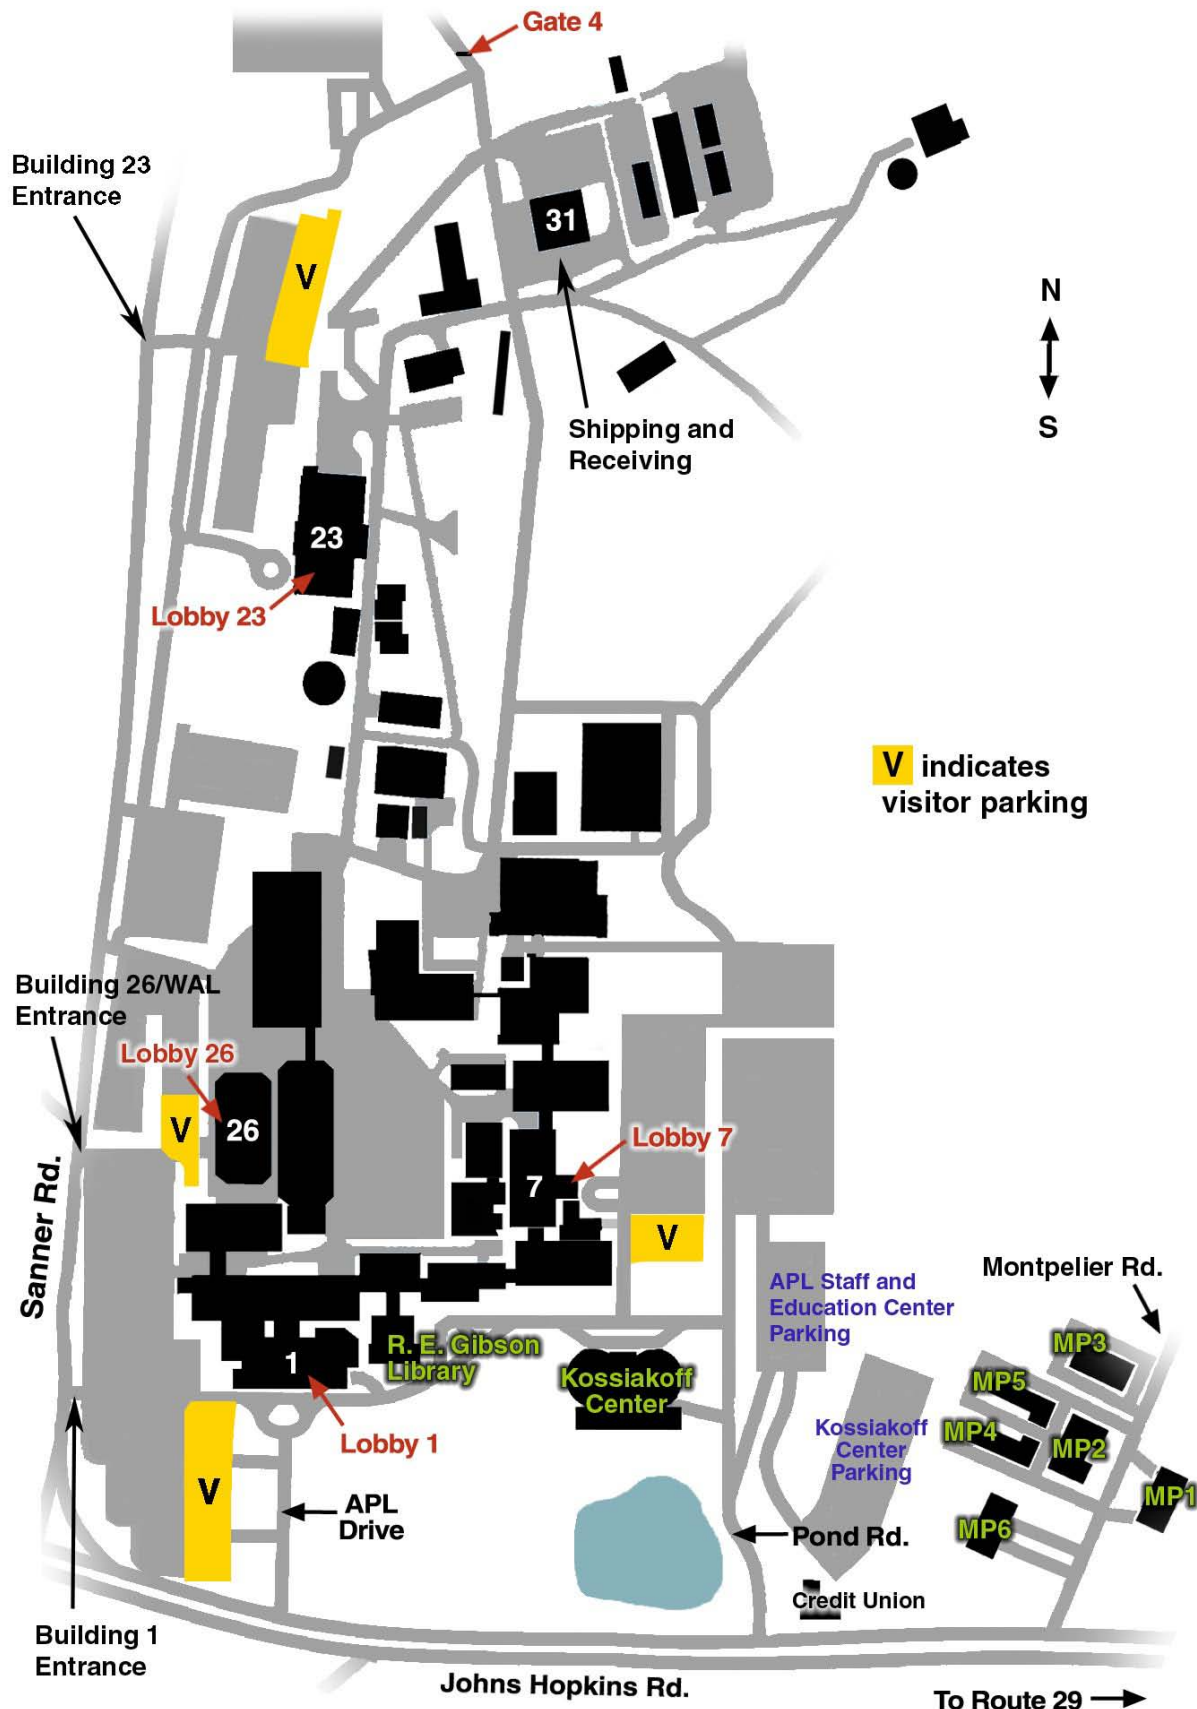 Gate 4
Building 23
Entrance
V
31
N
S
Shipping and
Receiving
23
Lobby 23
V indicates
visitor parking
Building 26/WAL
Entrance
Lobby 26
V
26
Lobby 7
7
V
Sanner Rd.
Montpelier Rd.
APL Staff and
Education Center
Parking
MP3
R. E. Gibson
Library
1
Kossiakoff
Center
MP5
Lobby 1
Kossiakoff
Center
Parking
MP4
MP2
V
APL
Drive
MP1
Pond Rd.
MP6
Credit Union
Building 1
Entrance
Johns Hopkins Rd.
To Route 29